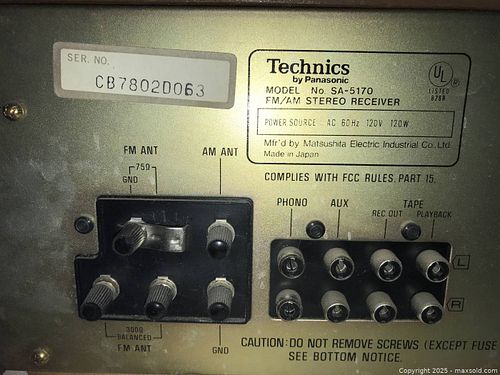 SER. NO.
CB7802D063
Technics
by Panasonic
MODEL No. SA-5170
FM/AM STEREO RECEIVER
UL
®
LISTED
828B
POWER SOURCE AC 60Hz 120V 120W
Mfr'd by Matsushita Electric Industrial Co., Ltd.
Made in Japan
COMPLIES WITH FCC RULES, PART 15.
FM ANT
75Ω
GND
AM ANT
300Ω
BALANCED
FM ANT
GND
PHONO
AUX
TAPE
REC OUT
PLAYBACK
L
R
CAUTION: DO NOT REMOVE SCREWS (EXCEPT FUSE
SEE BOTTOM NOTICE.
Copyright 2025 - maxsold.com